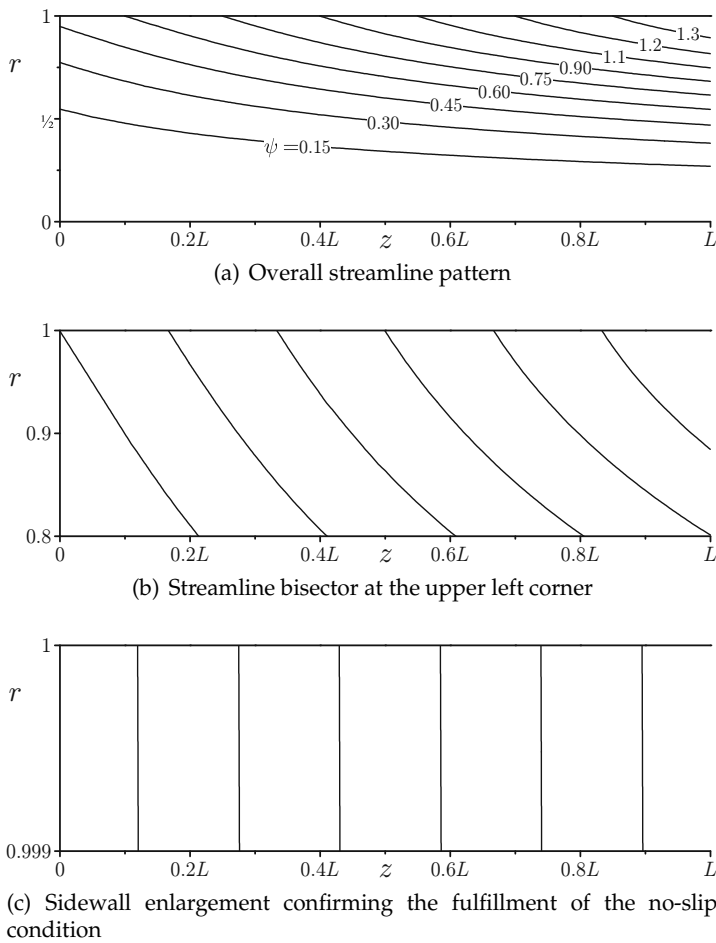 1
1.3
1.2
1.1
r
0.90
0.75
0.60
0.45
½
0.30
ψ =0.15
0
0 0.2L 0.4L z 0.6L 0.8L L
(a) Overall streamline pattern
1
r
0.9
0.8
0 0.2L 0.4L z 0.6L 0.8L L
(b) Streamline bisector at the upper left corner
1
r
0.999
0 0.2L 0.4L z 0.6L 0.8L L
(c) Sidewall enlargement confirming the fulfillment of the no-slip
condition